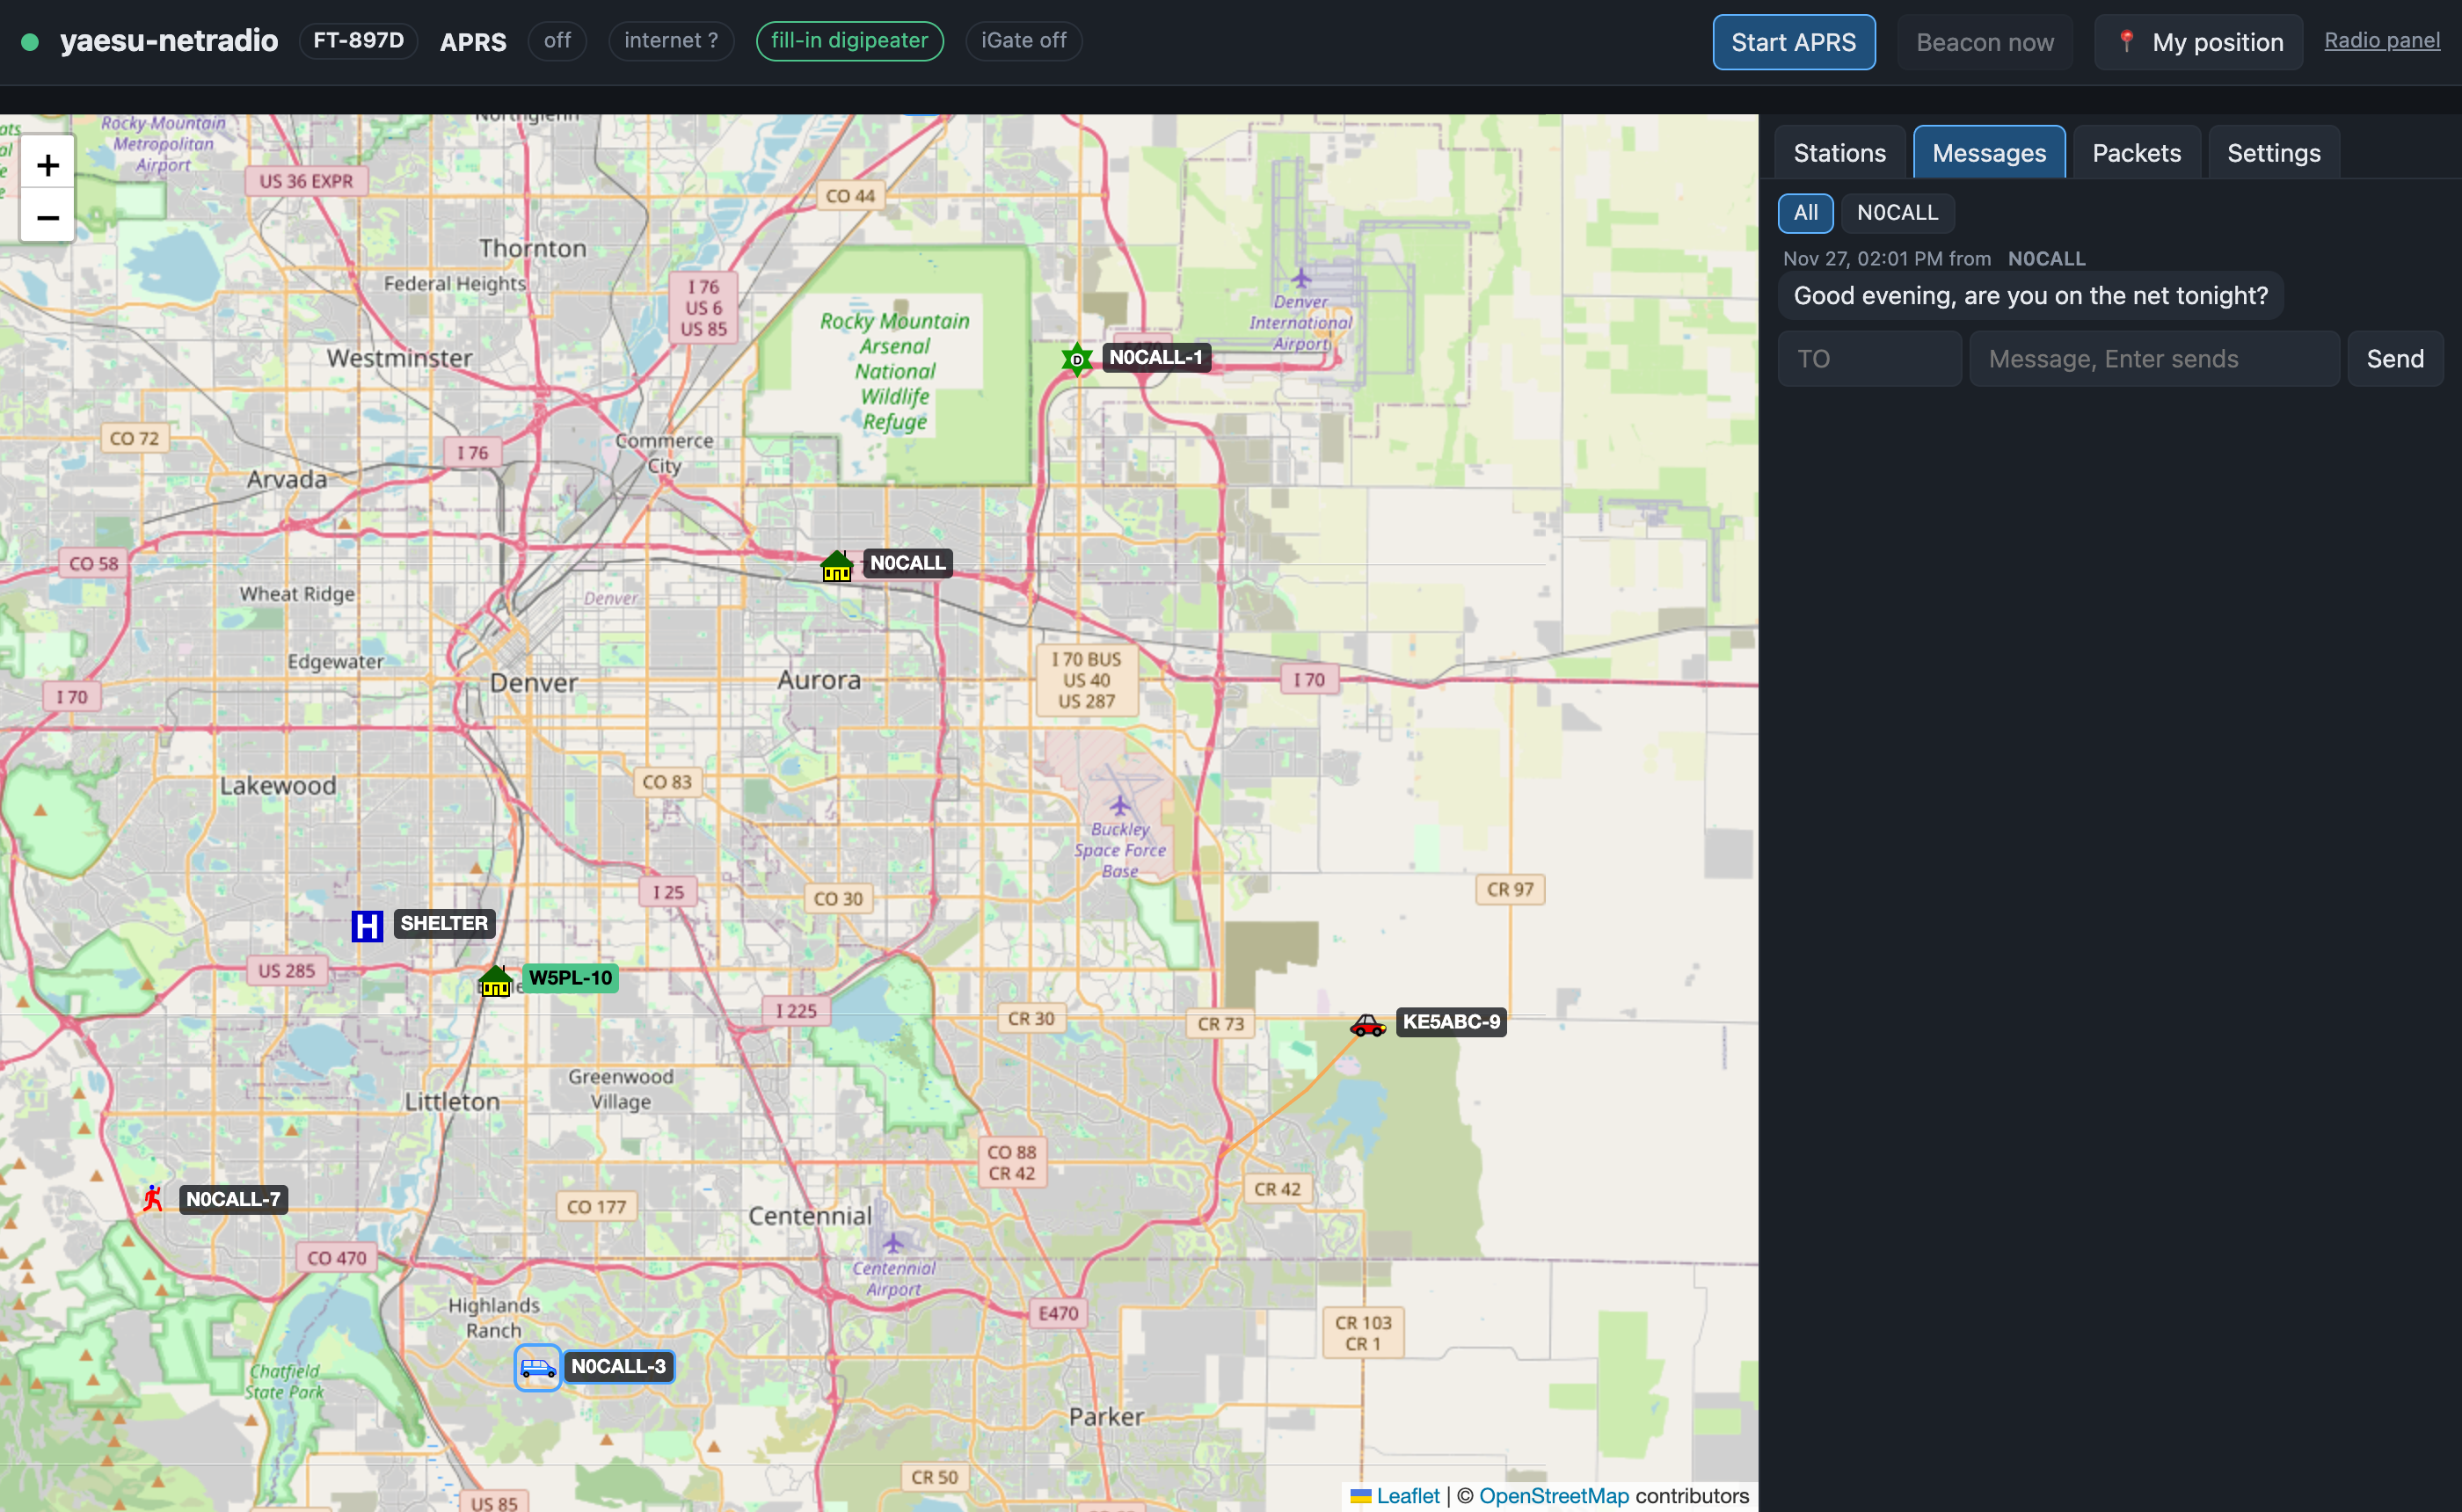 yaesu-netradio FT-897D APRS off internet ? fill-in digipeater iGate off Start APRS Beacon now My position Radio panel
+
−
Rocky Mountain
Metropolitan
Airport
Northglenn
US 36 EXPR
CO 44
Thornton
Federal Heights
I 76
US 6
US 85
Rocky Mountain
Arsenal
National
Wildlife
Refuge
Denver
International
Airport
Westminster
N0CALL-1
CO 72
I 76
Commerce
City
Arvada
CO 58
N0CALL
Wheat Ridge
Denver
Edgewater
Denver
Aurora
I 70 BUS
US 40
US 287
I 70
I 70
Lakewood
CO 83
Buckley
Space Force
Base
I 25
CO 30
CR 97
SHELTER
US 285
W5PL-10
I 225
CR 30
CR 73
KE5ABC-9
Greenwood
Village
Littleton
CO 88
CR 42
CR 42
N0CALL-7
CO 177
Centennial
CO 470
Centennial
Airport
Highlands
Ranch
E470
CR 103
CR 1
Chatfield
State Park
N0CALL-3
Parker
CR 50
US 85
Leaflet | © OpenStreetMap contributors
Stations Messages Packets Settings
All N0CALL
Nov 27, 02:01 PM from N0CALL
Good evening, are you on the net tonight?
TO Message, Enter sends Send